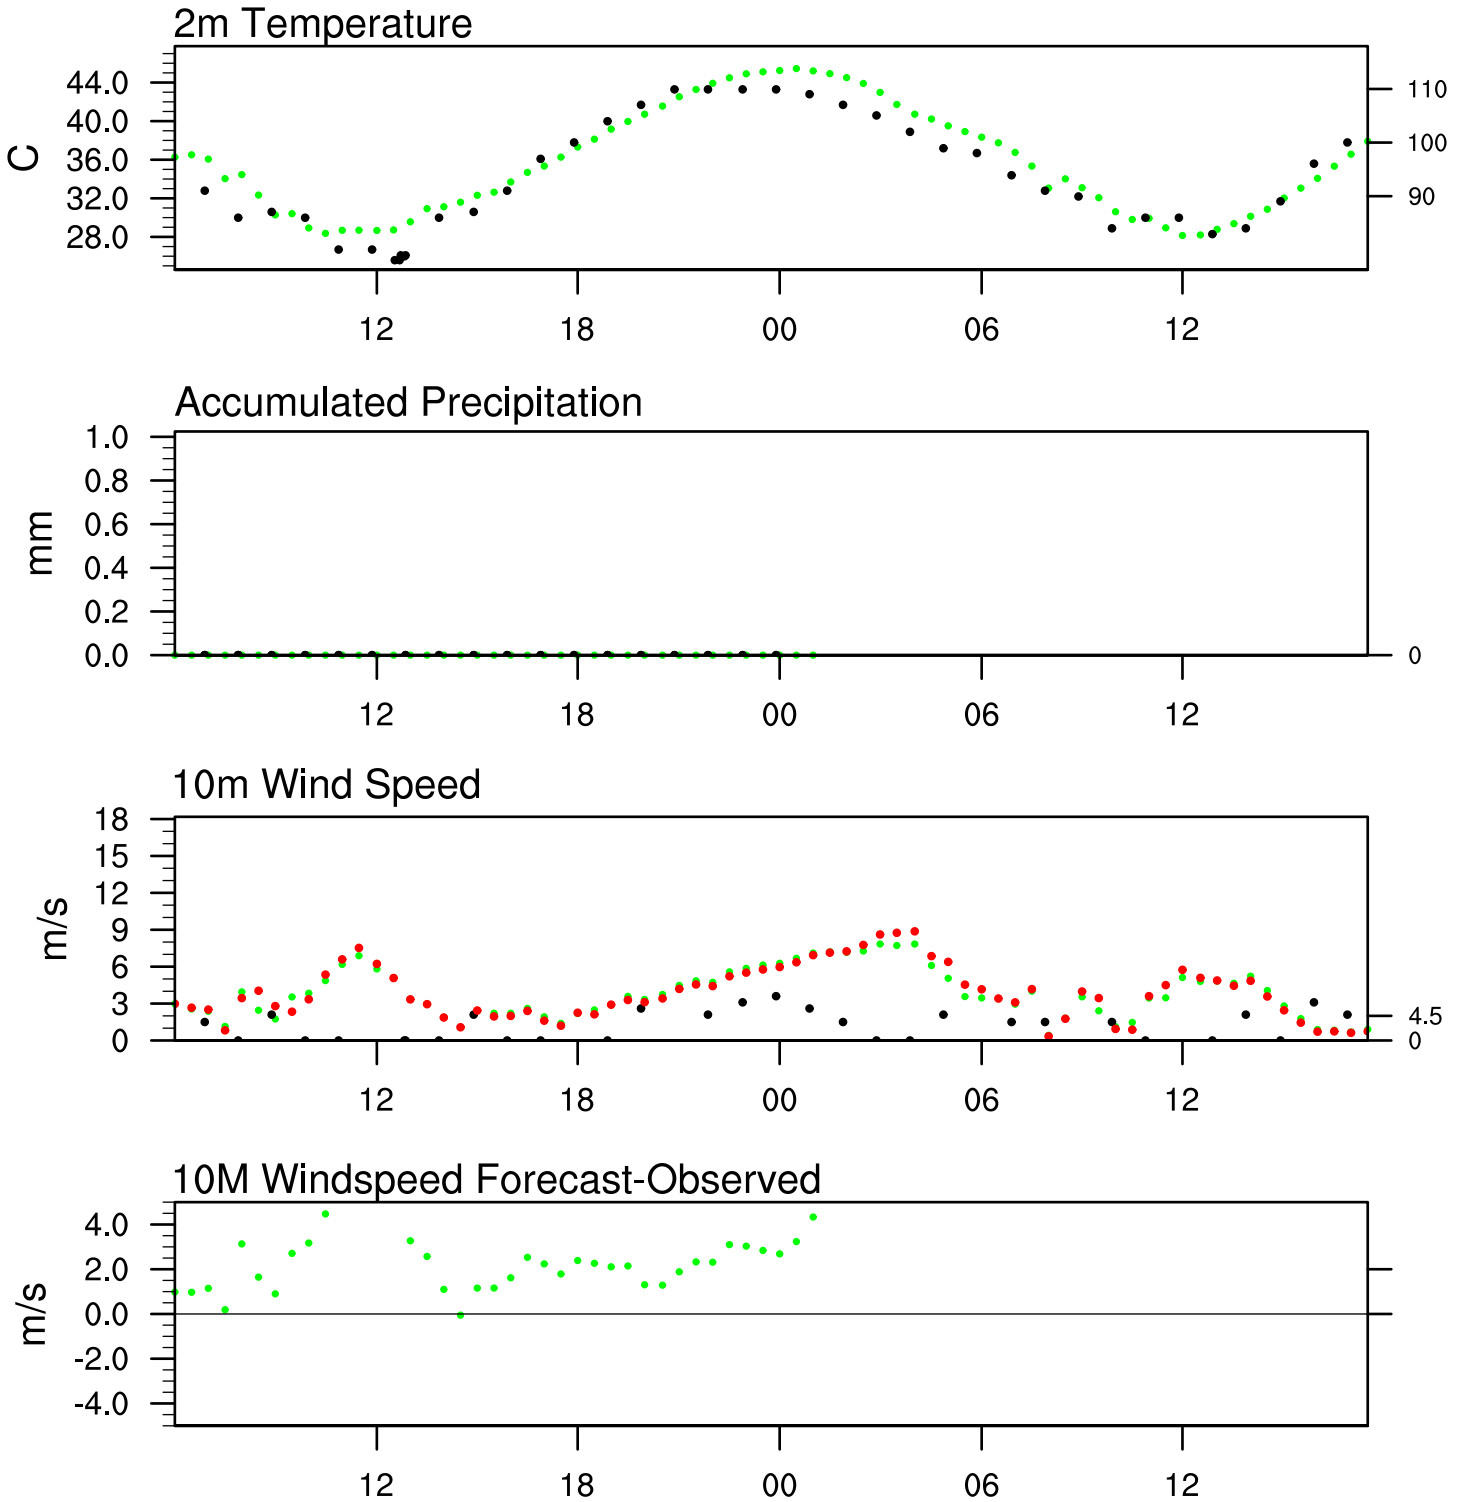 2m Temperature
C
44.0
40.0
36.0
32.0
28.0
110
100
90
12 18 00 06 12
Accumulated Precipitation
mm
1.0
0.8
0.6
0.4
0.2
0.0
0
12 18 00 06 12
10m Wind Speed
m/s
18
15
12
9
6
3
0
4.5
0
12 18 00 06 12
10M Windspeed Forecast-Observed
m/s
4.0
2.0
0.0
-2.0
-4.0
12 18 00 06 12